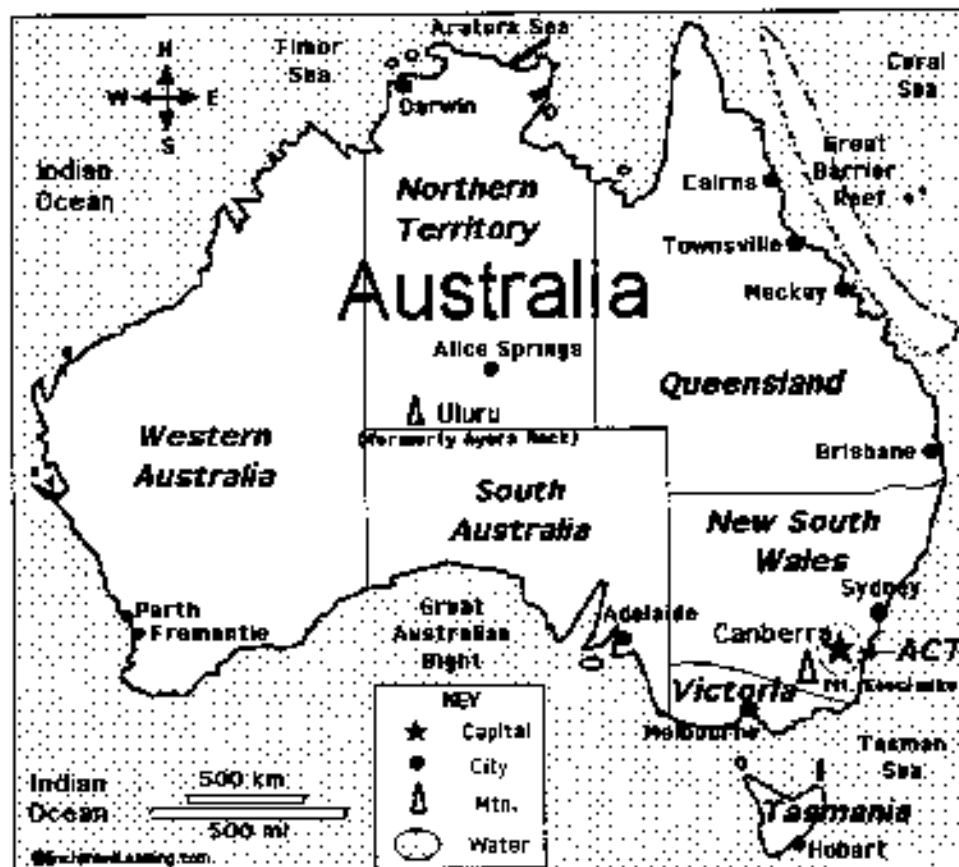 Arafura Sea
Timor
Sea
Coral
Sea
N
W
E
S
Darwin
Indian
Ocean
Great
Barrier
Reef
Cairns
Northern
Territory
Townsville
Australia
Mackay
Alice Springs
Queensland
Uluru
(formerly Ayers Rock)
Western
Australia
Brisbane
South
Australia
New South
Wales
Sydney
Perth
Fremantle
Great
Australian
Bight
Adelaide
Canberra
ACT
Mt. Kosciusko
Victoria
Melbourne
KEY
Capital
City
Mtn.
Water
Tasman
Sea
Indian
Ocean
500 km
500 mi
Tasmania
Hobart